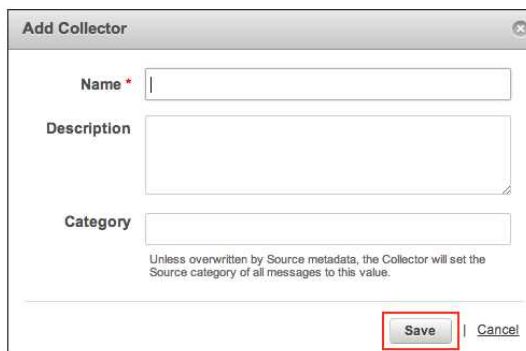 Add Collector
Name *
Description
Category
Unless overwritten by Source metadata, the Collector will set the
Source category of all messages to this value.
Save | Cancel